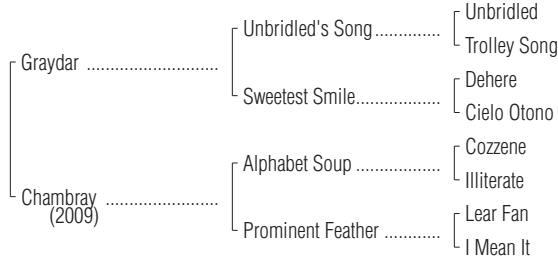 Unbridled
Unbridled's Song ..............
Trolley Song
Graydar ............................
Dehere
Sweetest Smile..................
Cielo Otono
Cozzene
Alphabet Soup ..................
Illiterate
Chambray ........................
(2009)
Lear Fan
Prominent Feather ............
I Mean It